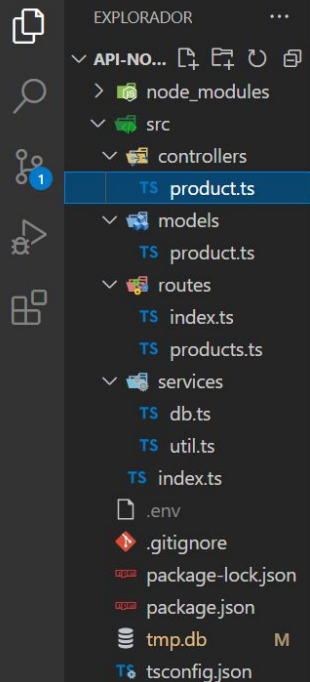 EXPLORADOR ...
API-NO...
node_modules
src
controllers
TS product.ts
models
TS product.ts
routes
TS index.ts
TS products.ts
services
TS db.ts
TS util.ts
TS index.ts
.env
.gitignore
package-lock.json
package.json
tmp.db M
TS tsconfig.json
1